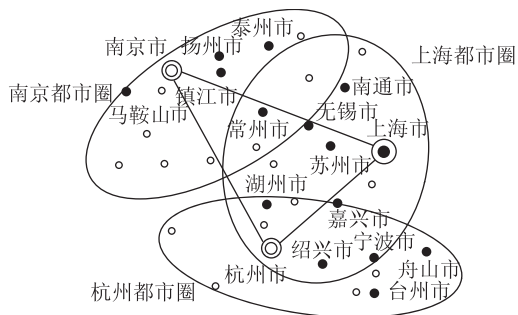 泰州市
南京市 扬州市
上海都市圈
南京都市圈
镇江市
南通市
马鞍山市
无锡市
常州市
上海市
苏州市
湖州市
嘉兴市
绍兴市
宁波市
杭州市
舟山市
杭州都市圈
台州市